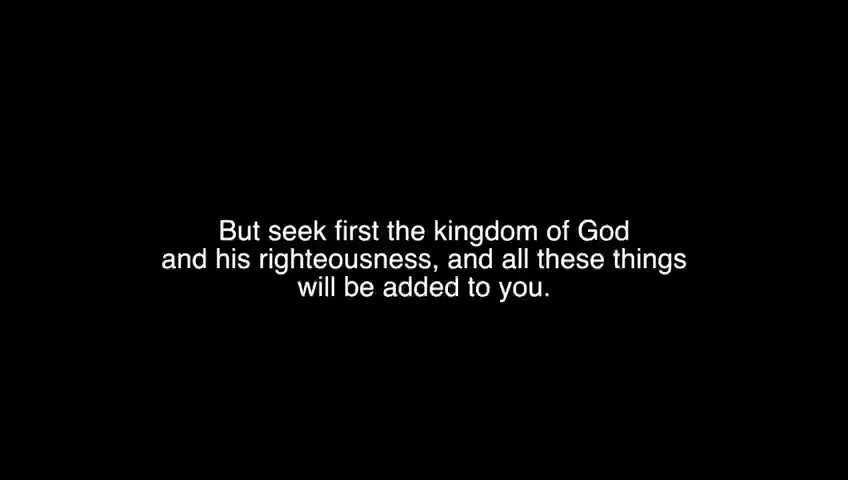 But seek first the kingdom of God
and his righteousness, and all these things
will be added to you.